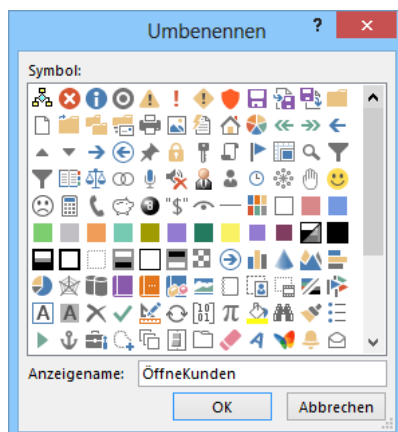 Umbenennen
?
Symbol:
"$"
Anzeigename: ÖffneKunden
OK Abbrechen